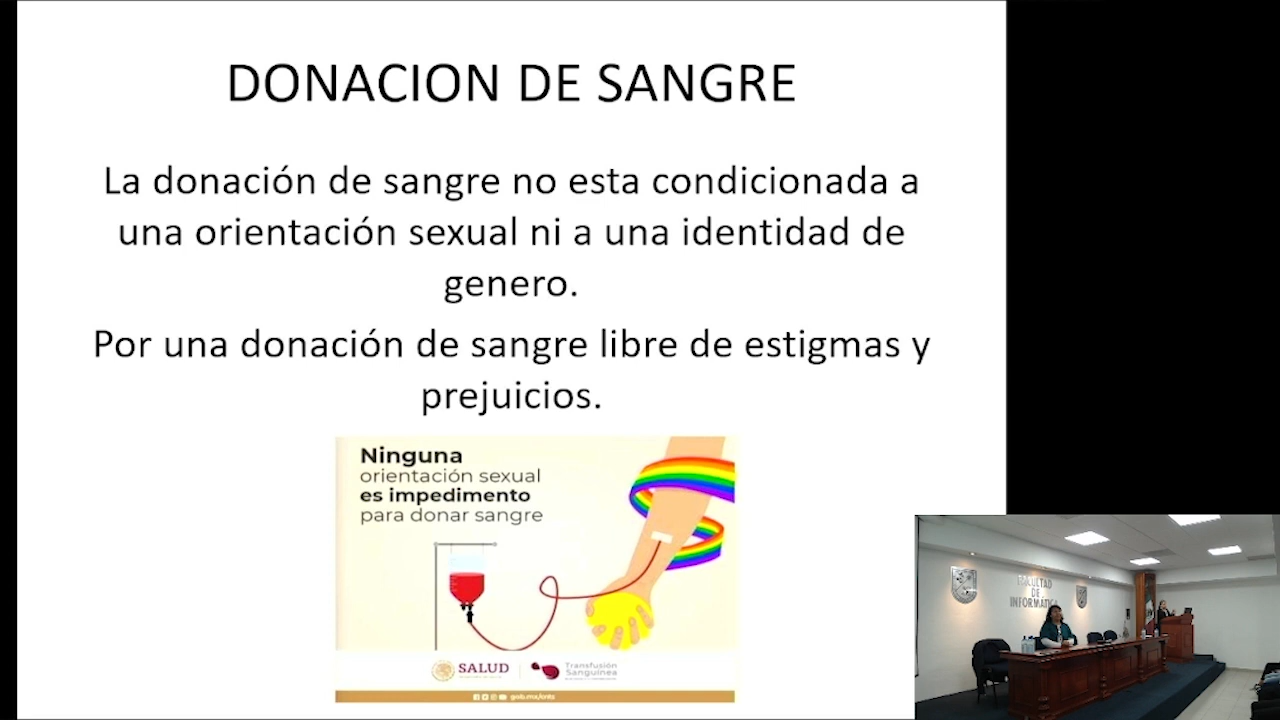 DONACION DE SANGRE
La donación de sangre no esta condicionada a
una orientación sexual ni a una identidad de
genero.
Por una donación de sangre libre de estigmas y
prejuicios.
Ninguna
orientación sexual
es impedimento
para donar sangre
SALUD
Transfusión
Sanguínea
gob.mx/cnts
FACULTAD
DE
INFORMÁTICA